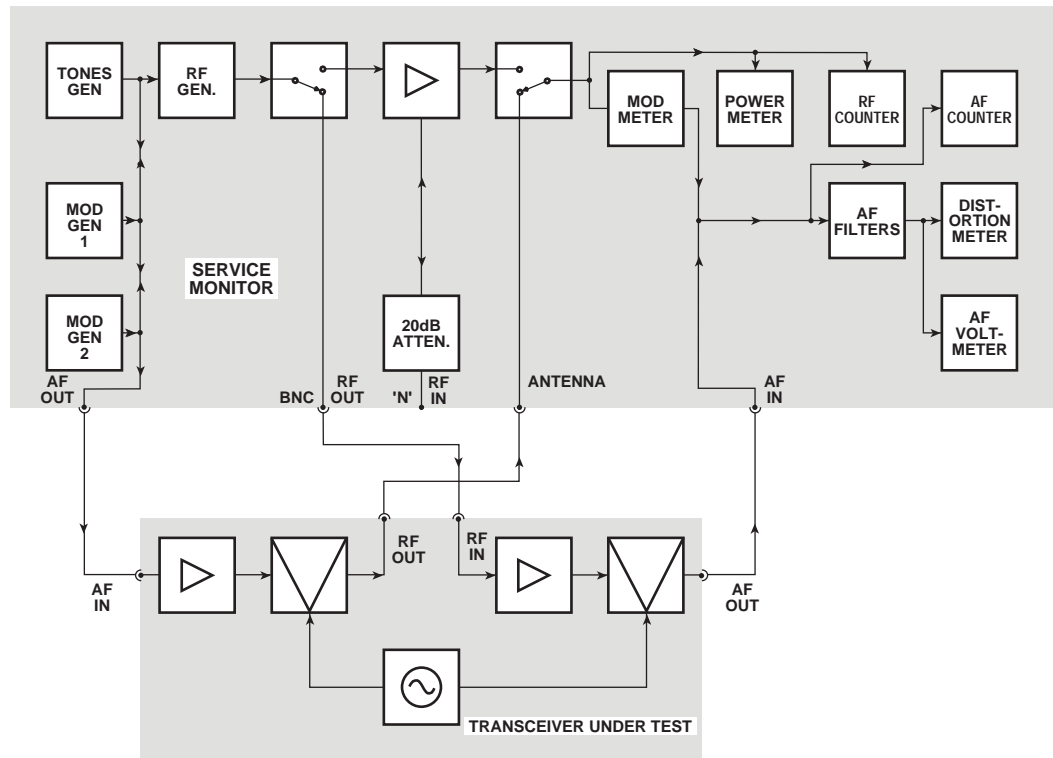 TONES
GEN
RF
GEN.
MOD
METER
POWER
METER
RF
COUNTER
AF
COUNTER
MOD
GEN
1
AF
FILTERS
DIST-
ORTION
METER
SERVICE
MONITOR
MOD
GEN
2
20dB
ATTEN.
AF
VOLT-
METER
AF
OUT
BNC
RF
OUT
'N'
RF
IN
ANTENNA
AF
IN
RF
OUT
RF
IN
AF
IN
AF
OUT
TRANSCEIVER UNDER TEST